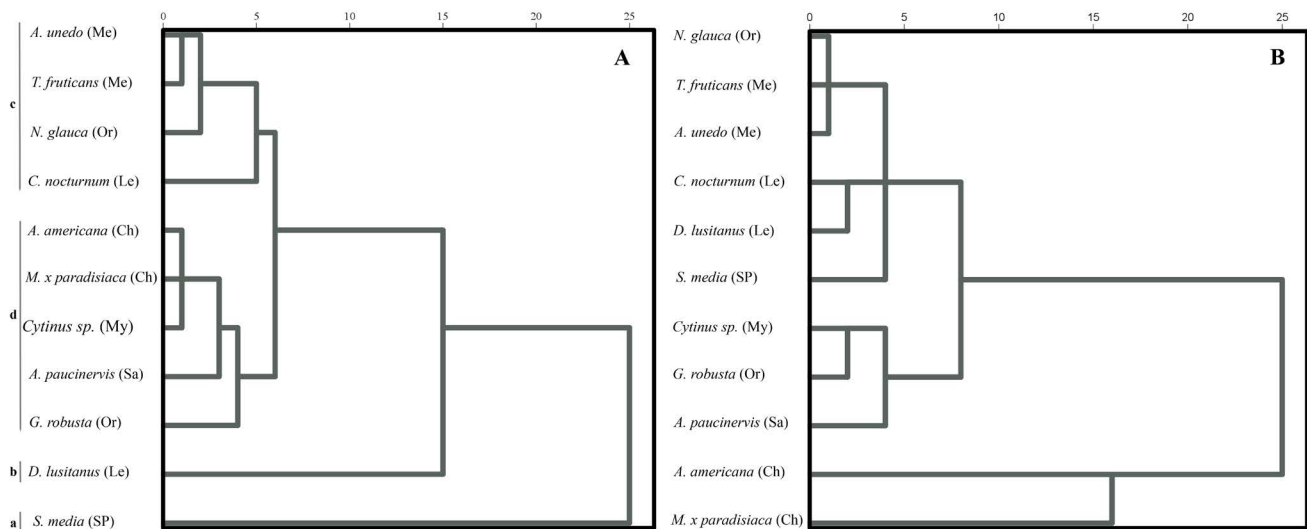 0 5 10 15 20 25
A
A. unedo (Me)
T. fruticans (Me)
c
N. glauca (Or)
C. nocturnum (Le)
A. americana (Ch)
M. x paradisiaca (Ch)
d
Cytinus sp. (My)
A. paucinervis (Sa)
G. robusta (Or)
b D. lusitanus (Le)
a S. media (SP)
0 5 10 15 20 25
B
N. glauca (Or)
T. fruticans (Me)
A. unedo (Me)
C. nocturnum (Le)
D. lusitanus (Le)
S. media (SP)
Cytinus sp. (My)
G. robusta (Or)
A. paucinervis (Sa)
A. americana (Ch)
M. x paradisiaca (Ch)